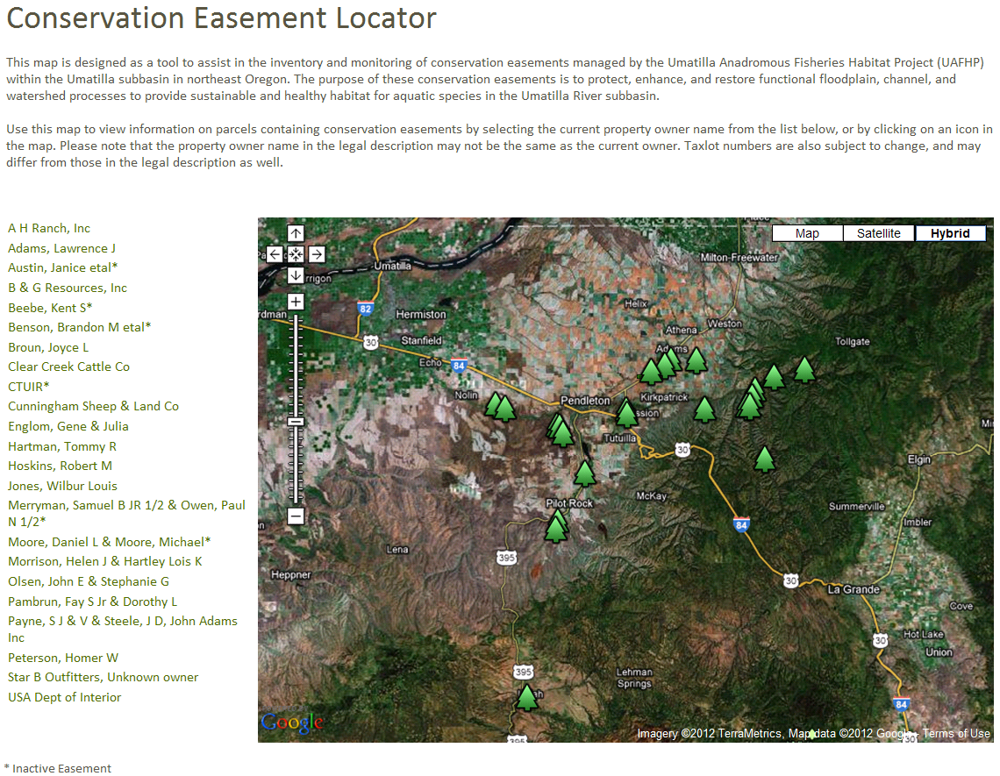 Conservation Easement Locator
This map is designed as a tool to assist in the inventory and monitoring of conservation easements managed by the Umatilla Anadromous Fisheries Habitat Project (UAFHP)
within the Umatilla subbasin in northeast Oregon. The purpose of these conservation easements is to protect, enhance, and restore functional floodplain, channel, and
watershed processes to provide sustainable and healthy habitat for aquatic species in the Umatilla River subbasin.
Use this map to view information on parcels containing conservation easements by selecting the current property owner name from the list below, or by clicking on an icon in
the map. Please note that the property owner name in the legal description may not be the same as the current owner. Taxlot numbers are also subject to change, and may
differ from those in the legal description as well.
A H Ranch, Inc
Adams, Lawrence J
Austin, Janice etal*
B & G Resources, Inc
Beebe, Kent S*
Benson, Brandon M etal*
Broun, Joyce L
Clear Creek Cattle Co
CTUIR*
Cunningham Sheep & Land Co
Englom, Gene & Julia
Hartman, Tommy R
Hoskins, Robert M
Jones, Wilbur Louis
Merryman, Samuel B JR 1/2 & Owen, Paul
N 1/2*
Moore, Daniel L & Moore, Michael*
Morrison, Helen J & Hartley Lois K
Olsen, John E & Stephanie G
Pambrun, Fay S Jr & Dorothy L
Payne, S J & V & Steele, J D, John Adams
Inc
Peterson, Homer W
Star B Outfitters, Unknown owner
USA Dept of Interior
Map
Satellite
Hybrid
Milton-Freewater
Umatilla
rrigon
Helix
82
Hermiston
rdman
Weston
Athena
30
Stanfield
Tollgate
Adams
Echo
84
Nolin
Pendleton
Kirkpatrick
ssion
Tutuilla
30
Elgin
McKay
Pilot Rock
Summerville
84
Imbler
Lena
395
Heppner
30
La Grande
Cove
Hot Lake
30
Union
395
Lehman
Springs
84
Google
Imagery ©2012 TerraMetrics, Map data ©2012 Google - Terms of Use
395
30
* Inactive Easement